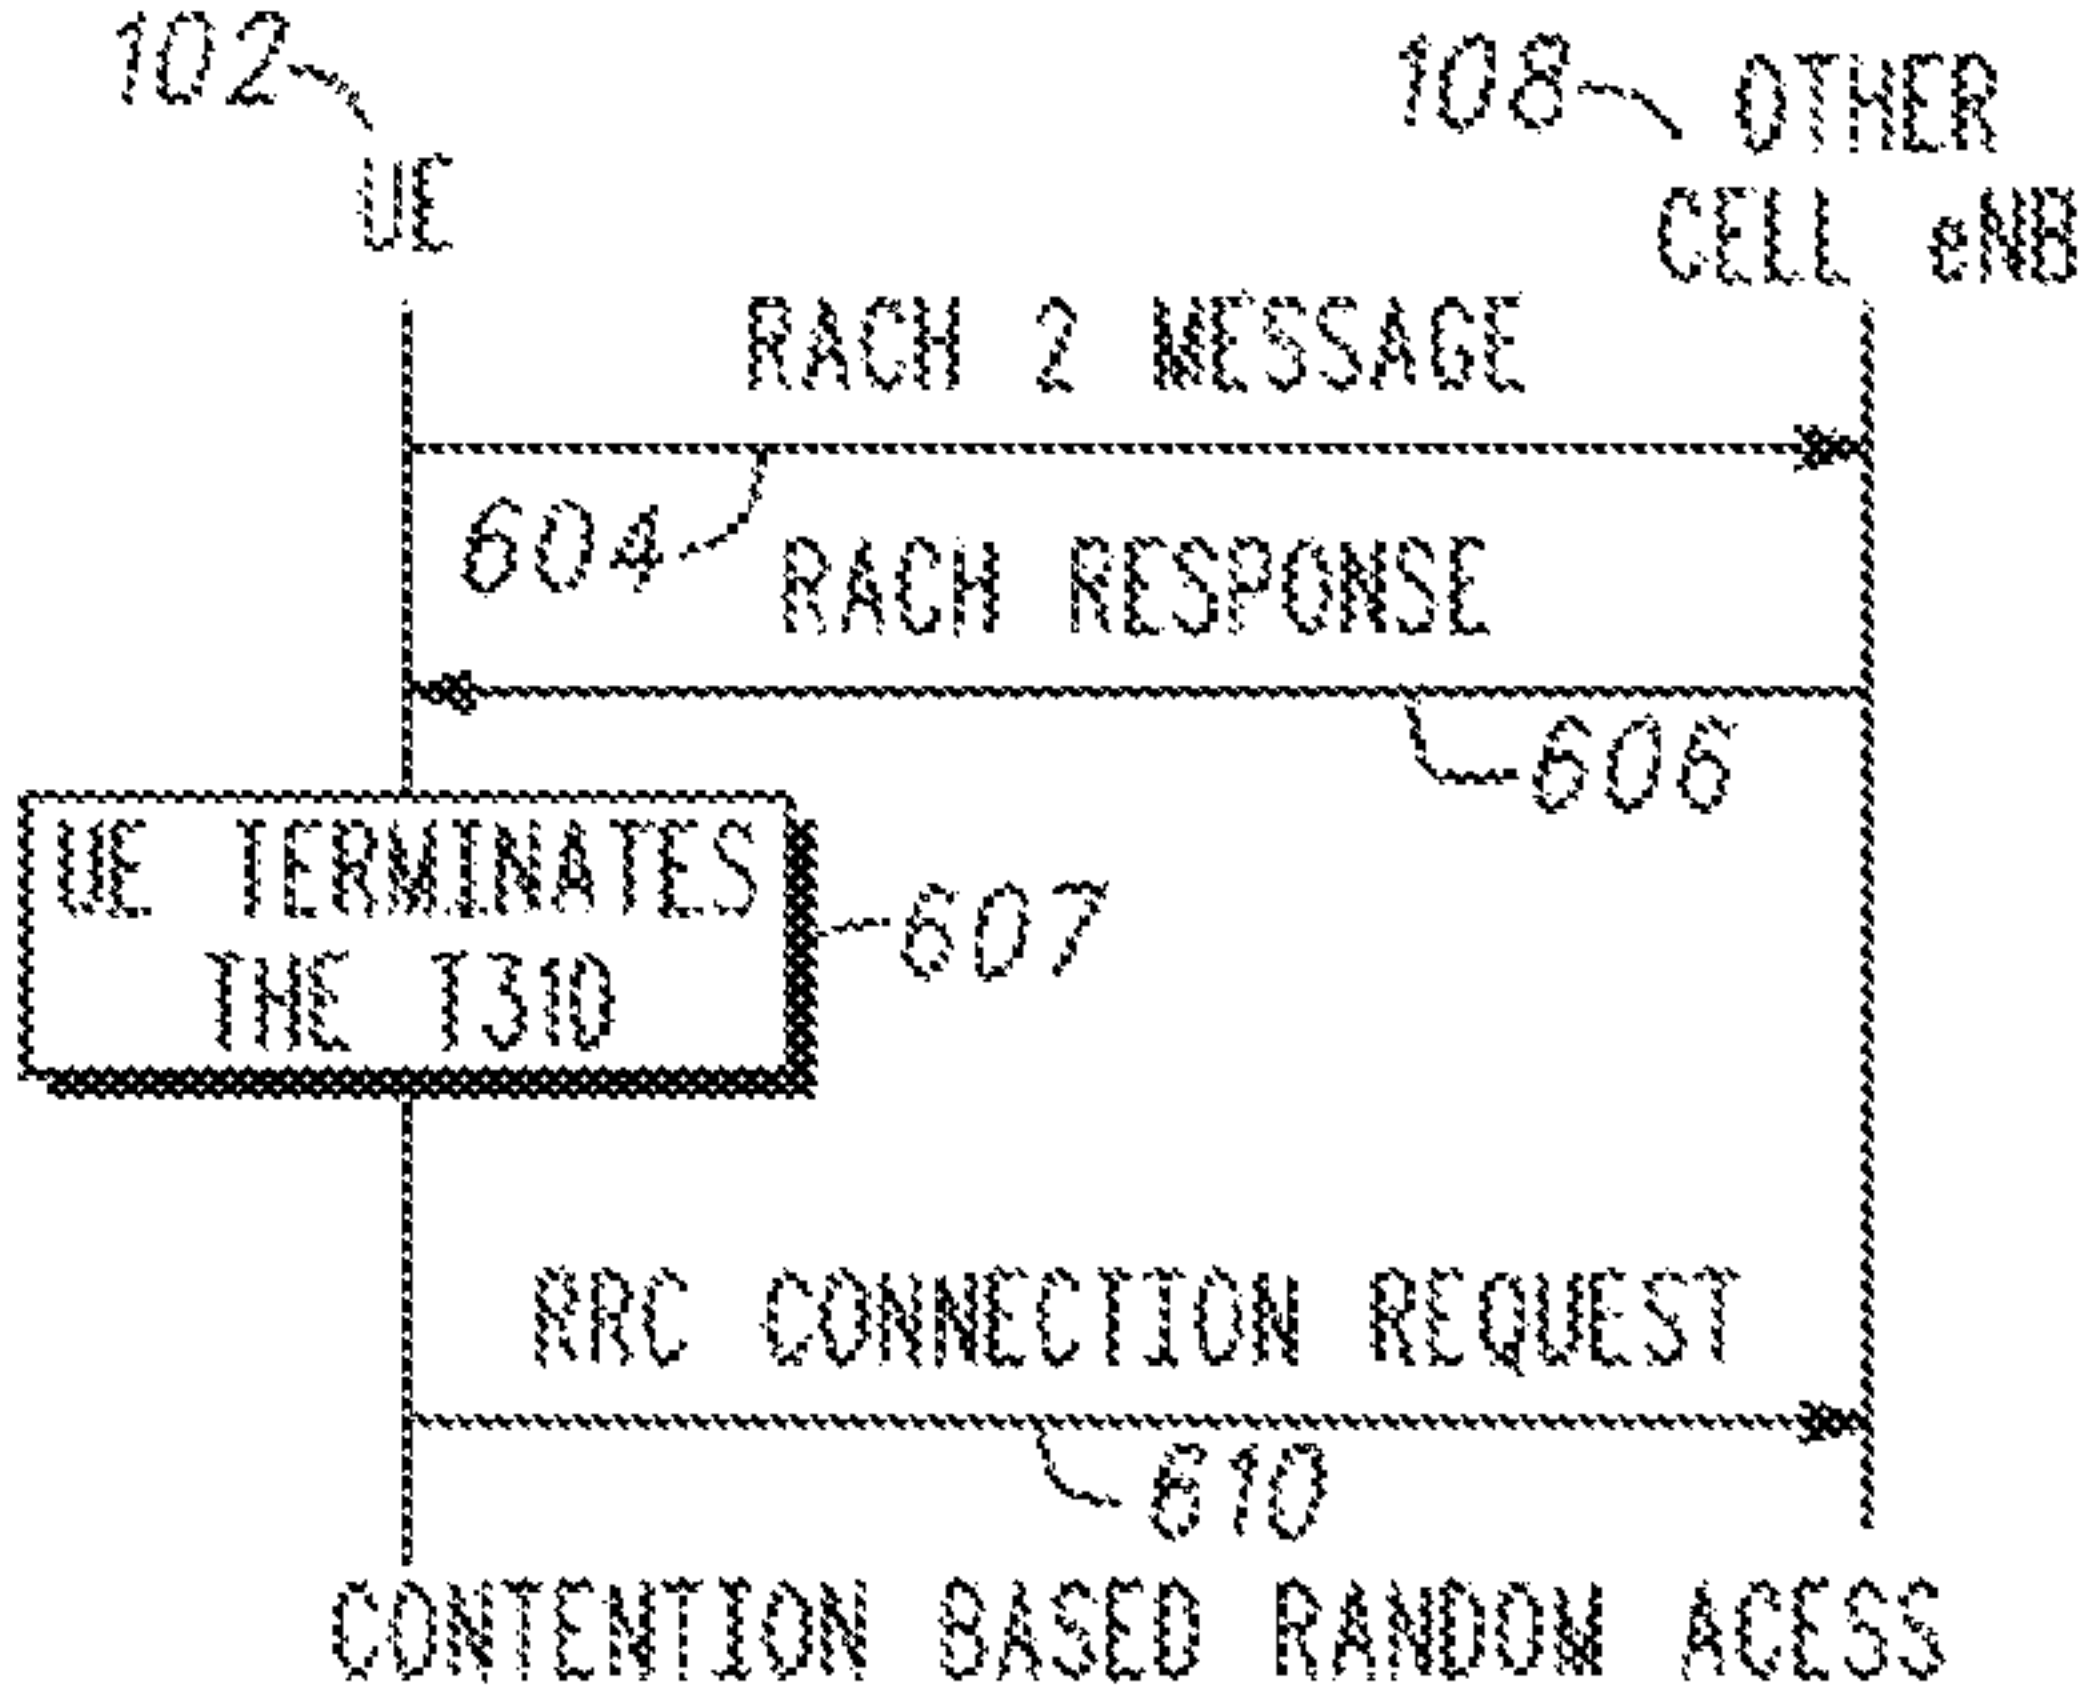 102
108
OTHER
UE
CELL eNB
RACH 2 MESSAGE
604
RACH RESPONSE
606
UE TERMINATES
THE T310
607
RRC CONNECTION REQUEST
610
CONTENTION BASED RANDOM ACESS